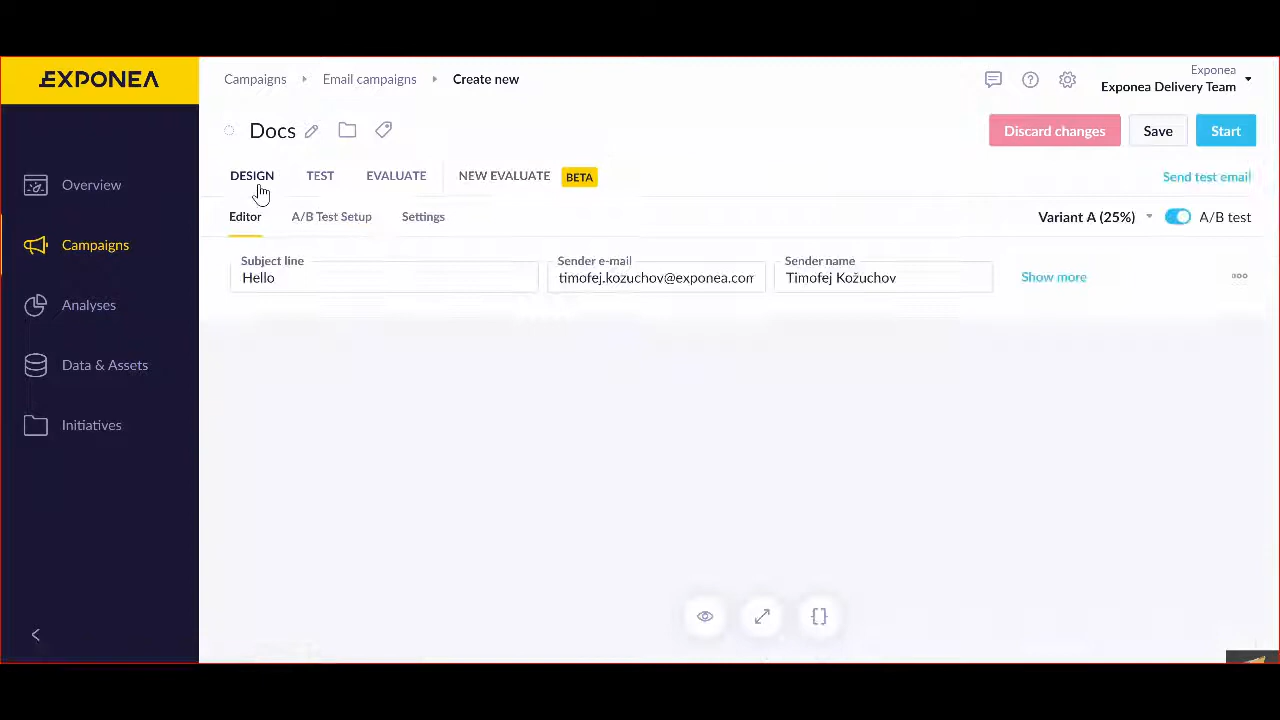 EXPONEA
Campaigns Email campaigns Create new
Exponea
Exponea Delivery Team
Docs
Discard changes Save Start
DESIGN TEST EVALUATE NEW EVALUATE BETA
Send test email
Editor A/B Test Setup Settings
Variant A (25%) A/B test
Subject line Sender e-mail Sender name
Hello timofej.kozuchov@exponea.com Timofej Kožuchov Show more
Overview
Campaigns
Analyses
Data & Assets
Initiatives